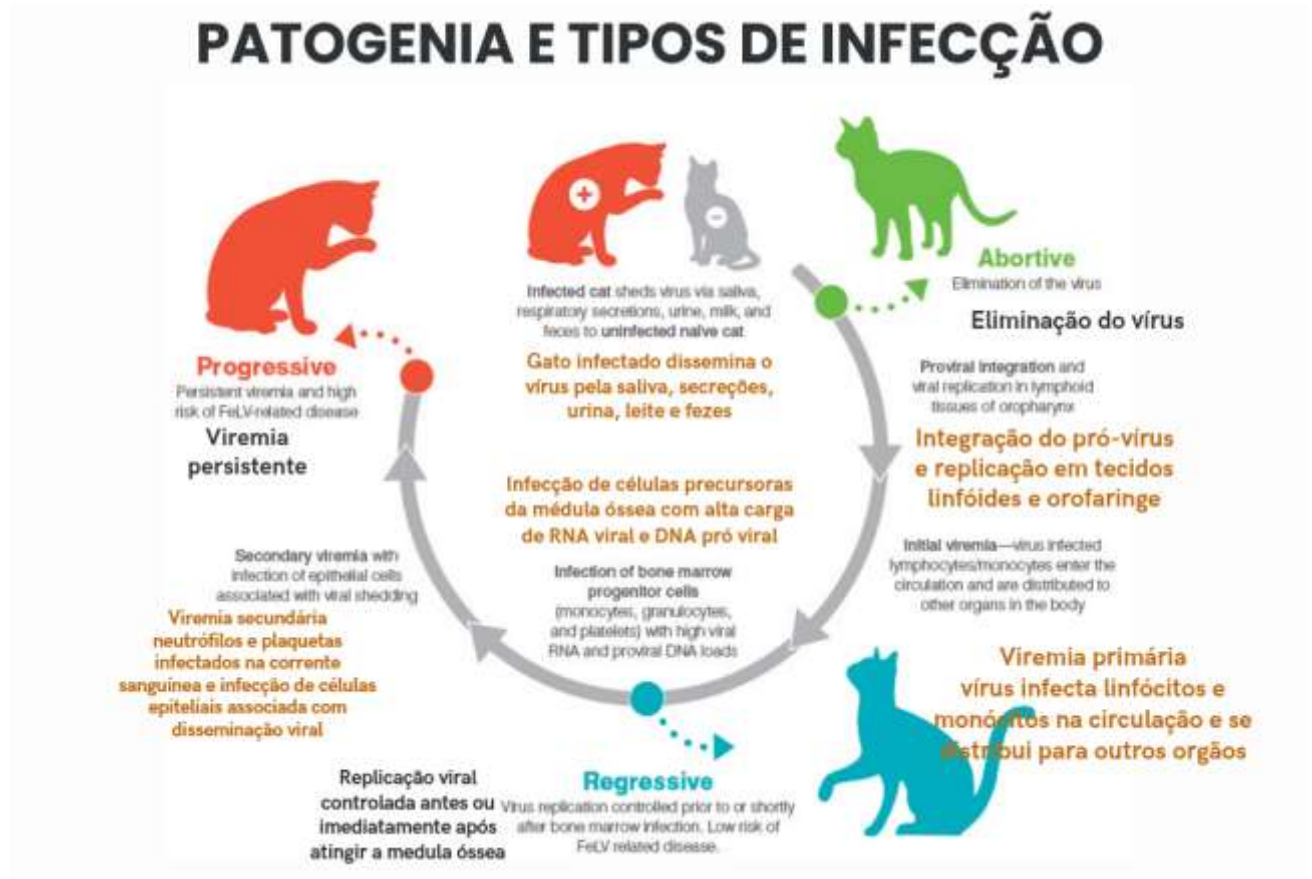 PATOGENIA E TIPOS DE INFECÇÃO
+
-
Infected cat sheds virus via saliva,
respiratory secretions, urine, milk, and
feces to uninfected naïve cat
Gato infectado dissemina o
vírus pela saliva, secreções,
urina, leite e fezes
Abortive
Elimination of the virus
Eliminação do vírus
Proviral integration and
viral replication in lymphoid
tissues of oropharynx
Integração do pró-vírus
e replicação em tecidos
linfóides e orofaringe
Initial viremia—virus infected
lymphocytes/monocytes enter the
circulation and are distributed to
other organs in the body
Viremia primária
vírus infecta linfócitos e
monócitos na circulação e se
distribui para outros orgãos
Infecção de células precursoras
da médula óssea com alta carga
de RNA viral e DNA pró viral
Infection of bone marrow
progenitor cells
(monocytes, granulocytes,
and platelets) with high viral
RNA and proviral DNA loads
Regressive
Virus replication controlled prior to or shortly
after bone marrow infection. Low risk of
FeLV related disease.
Replicação viral
controlada antes ou
imediatamente após
atingir a medula óssea
Secondary viremia with
infection of epithelial cells
associated with viral shedding
Viremia secundária
neutrófilos e plaquetas
infectados na corrente
sanguínea e infecção de células
epiteliais associada com
disseminação viral
Progressive
Persistent viremia and high
risk of FeLV-related disease
Viremia
persistente